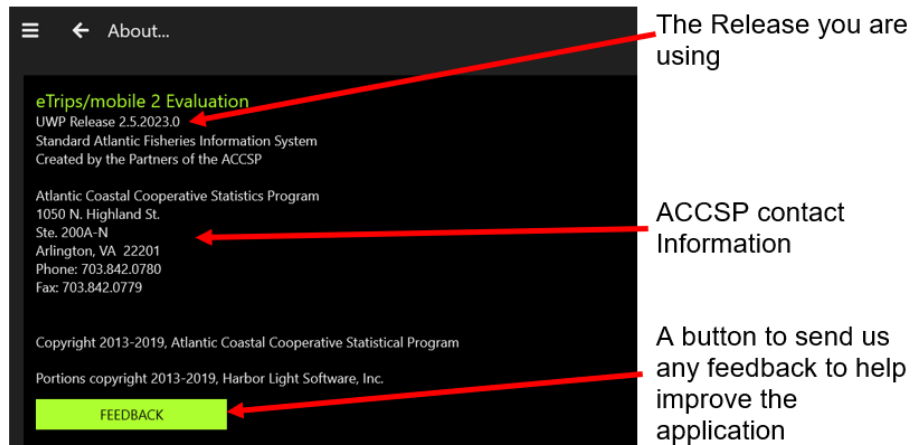 About...
eTrips/mobile 2 Evaluation
UWP Release 2.5.2023.0
Standard Atlantic Fisheries Information System
Created by the Partners of the ACCSP
Atlantic Coastal Cooperative Statistics Program
1050 N. Highland St.
Ste. 200A-N
Arlington, VA 22201
Phone: 703.842.0780
Fax: 703.842.0779
Copyright 2013-2019, Atlantic Coastal Cooperative Statistical Program
Portions copyright 2013-2019, Harbor Light Software, Inc.
FEEDBACK
The Release you are
using
ACCSP contact
Information
A button to send us
any feedback to help
improve the
application